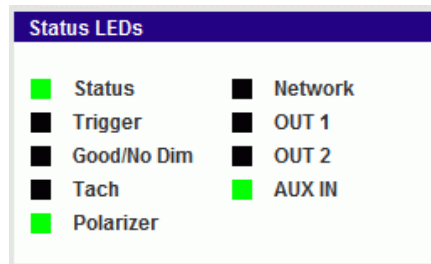 Status LEDs
Status Network
Trigger OUT 1
Good/No Dim OUT 2
Tach AUX IN
Polarizer